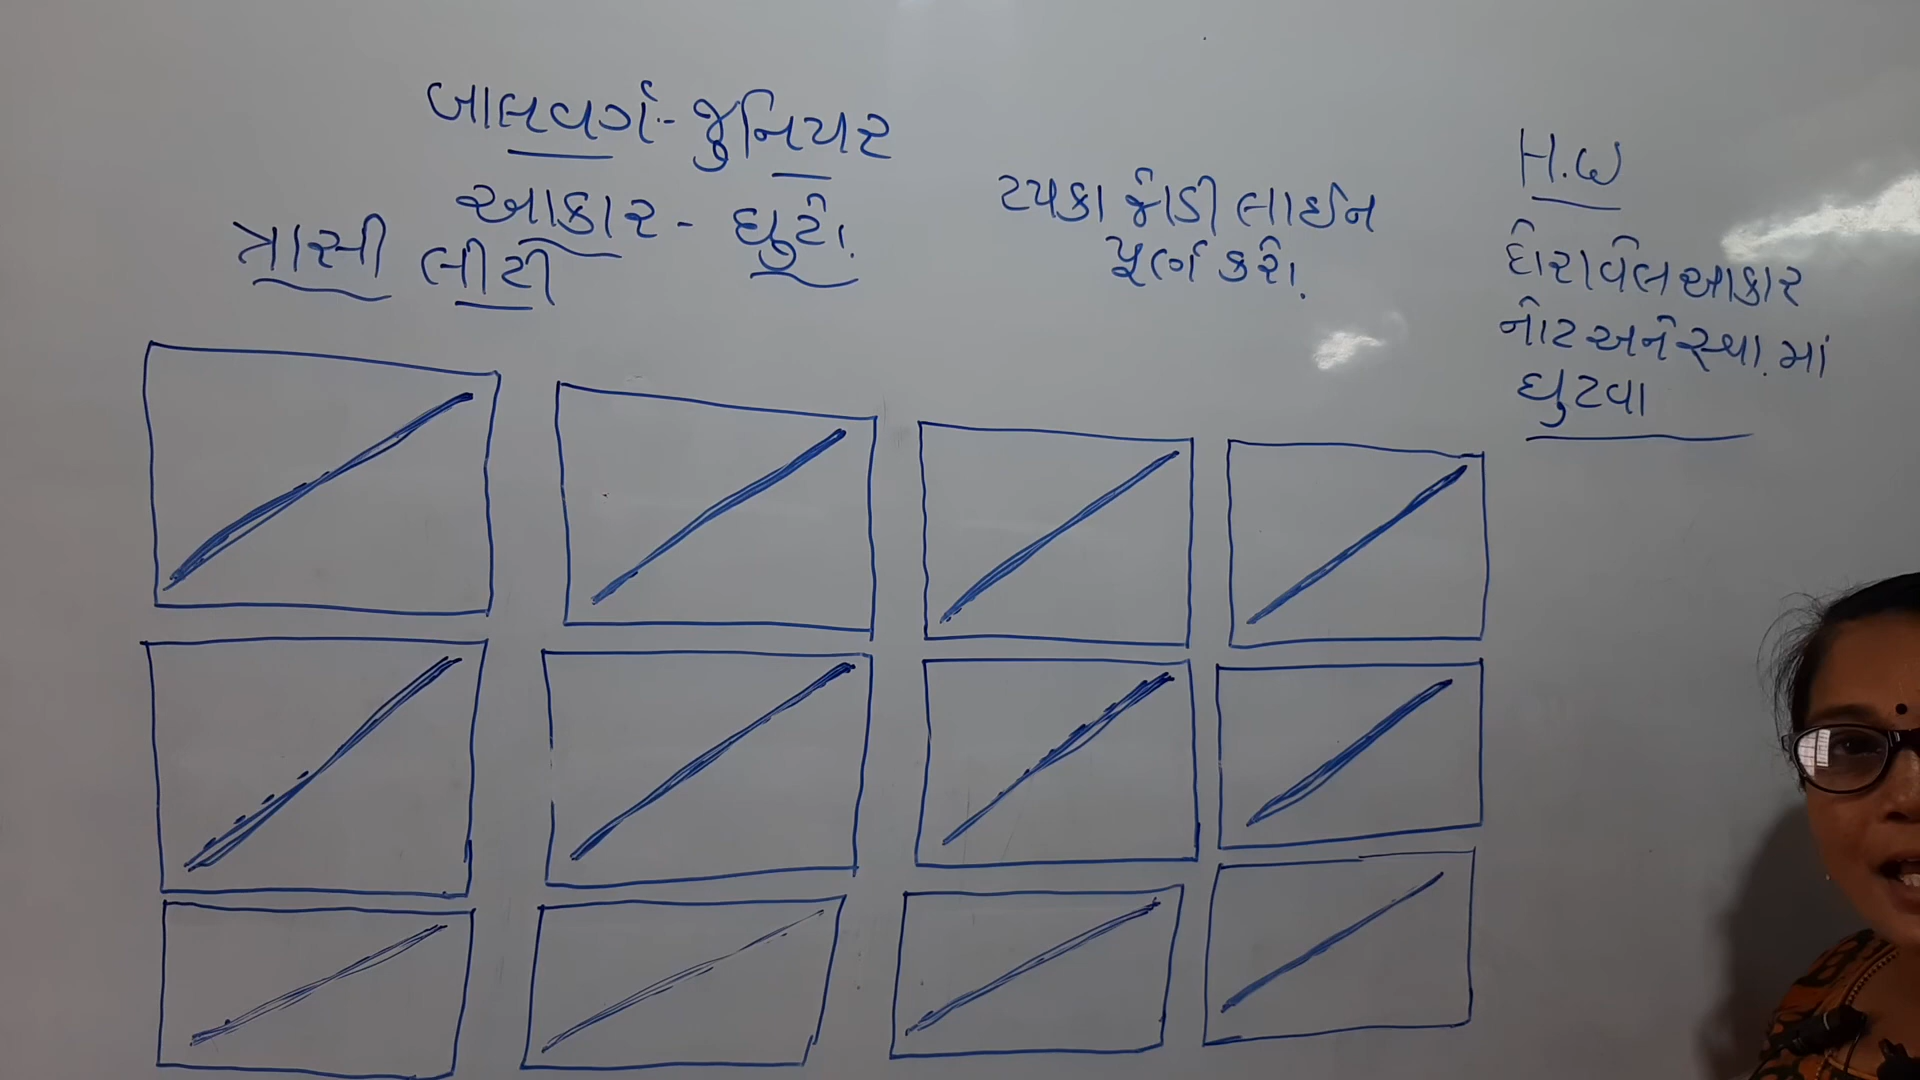 બાલવર્ગ:- જુનિયર
આકાર - ઘુટો.
ત્રાસી લીટી
ટપકા જોડી લાઈન
પૂર્ણ કરો.
H.W
દોરાવેલ આકાર
નોટ અને સ્થા. માં
ઘુટવા